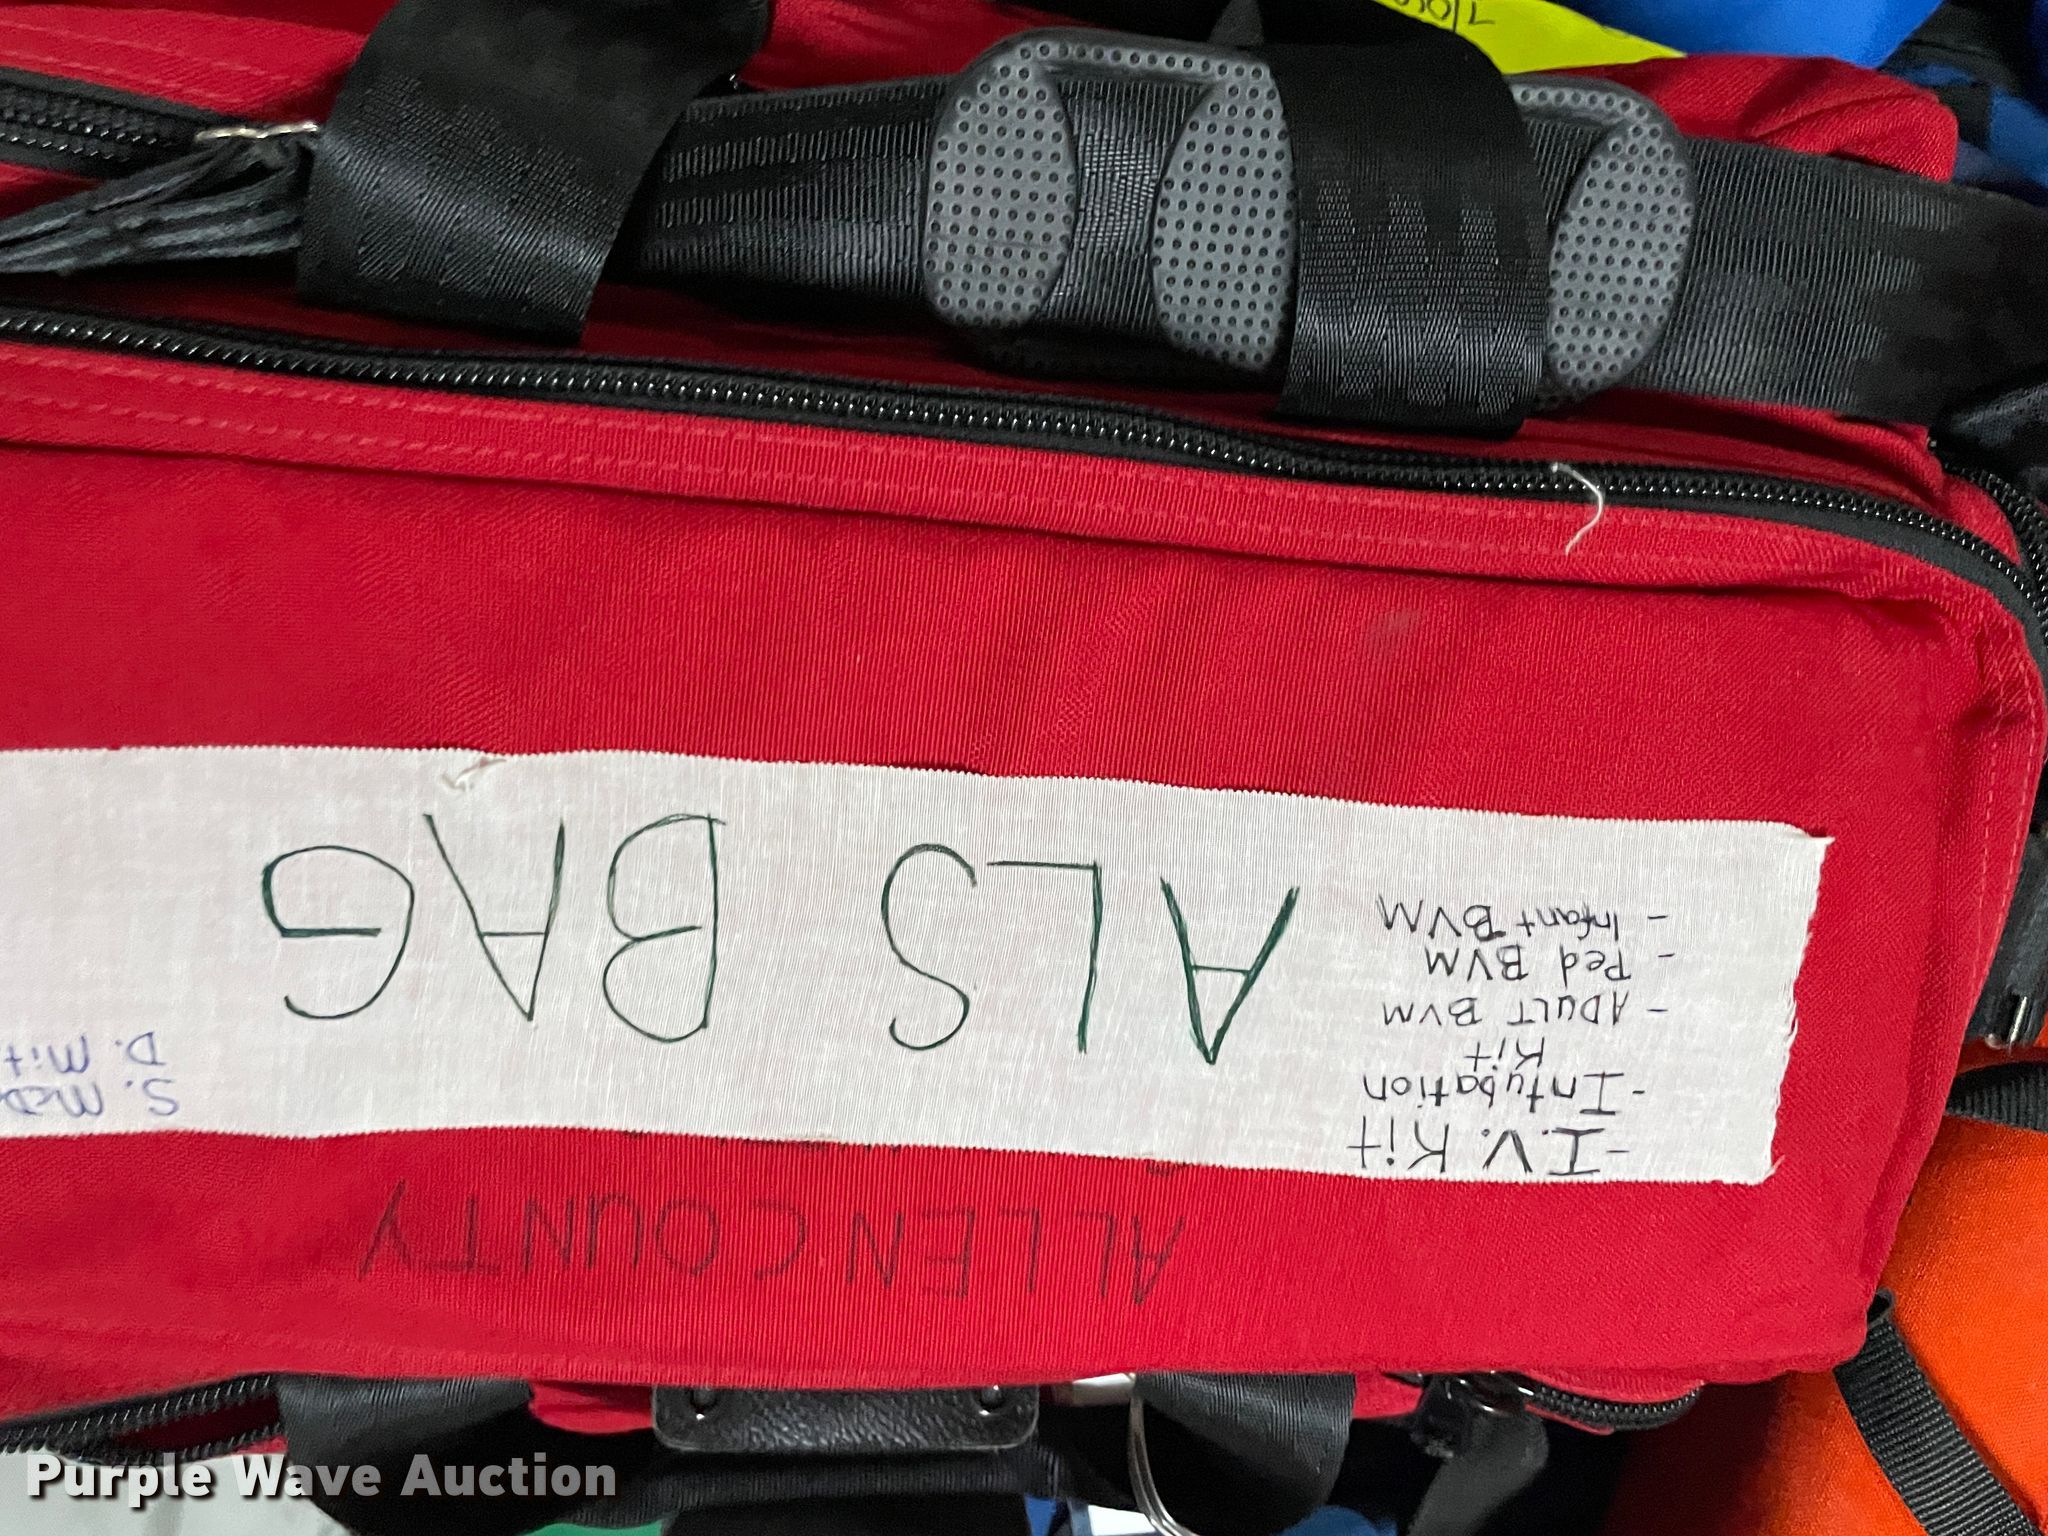 ALLEN COUNTY
- I.V. Kit
- Intubation
Kit
- ADULT BVM
- Ped BVM
- Infant BVM
ALS BAG
S.
D.
Purple Wave Auction